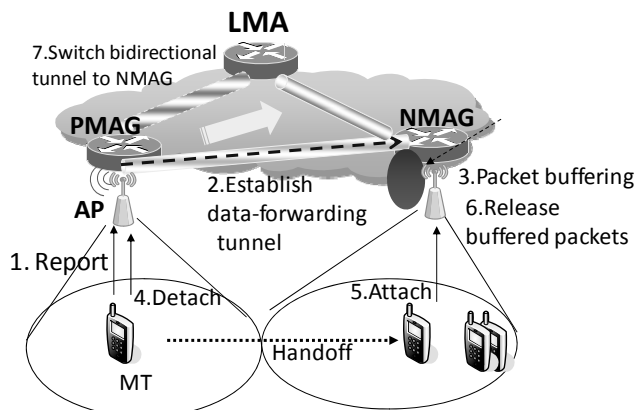 LMA
7.Switch bidirectional
tunnel to NMAG
PMAG
NMAG
2.Establish
data-forwarding
tunnel
3.Packet buffering
6.Release
buffered packets
AP
1. Report
4.Detach
5.Attach
Handoff
MT